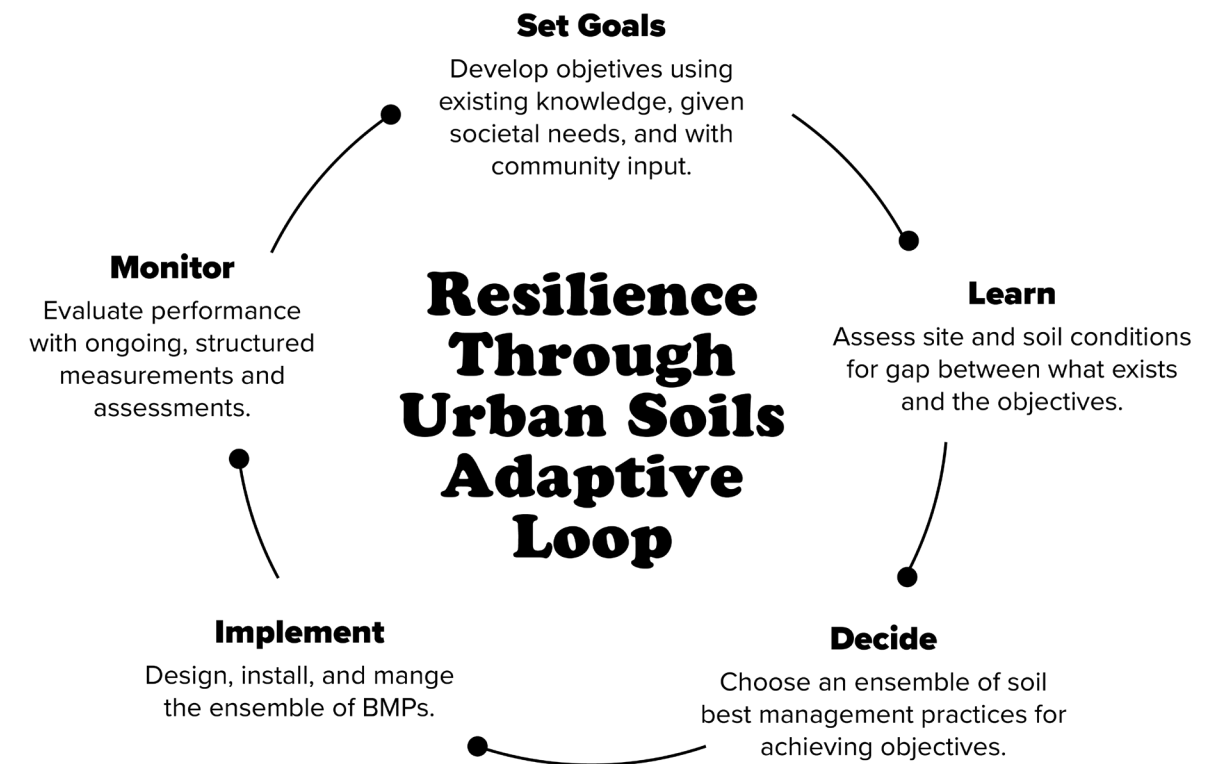 Set Goals
Develop objetives using
existing knowledge, given
societal needs, and with
community input.
Learn
Assess site and soil conditions
for gap between what exists
and the objectives.
Decide
Choose an ensemble of soil
best management practices for
achieving objectives.
Implement
Design, install, and mange
the ensemble of BMPs.
Monitor
Evaluate performance
with ongoing, structured
measurements and
assessments.
Resilience
Through
Urban Soils
Adaptive
Loop